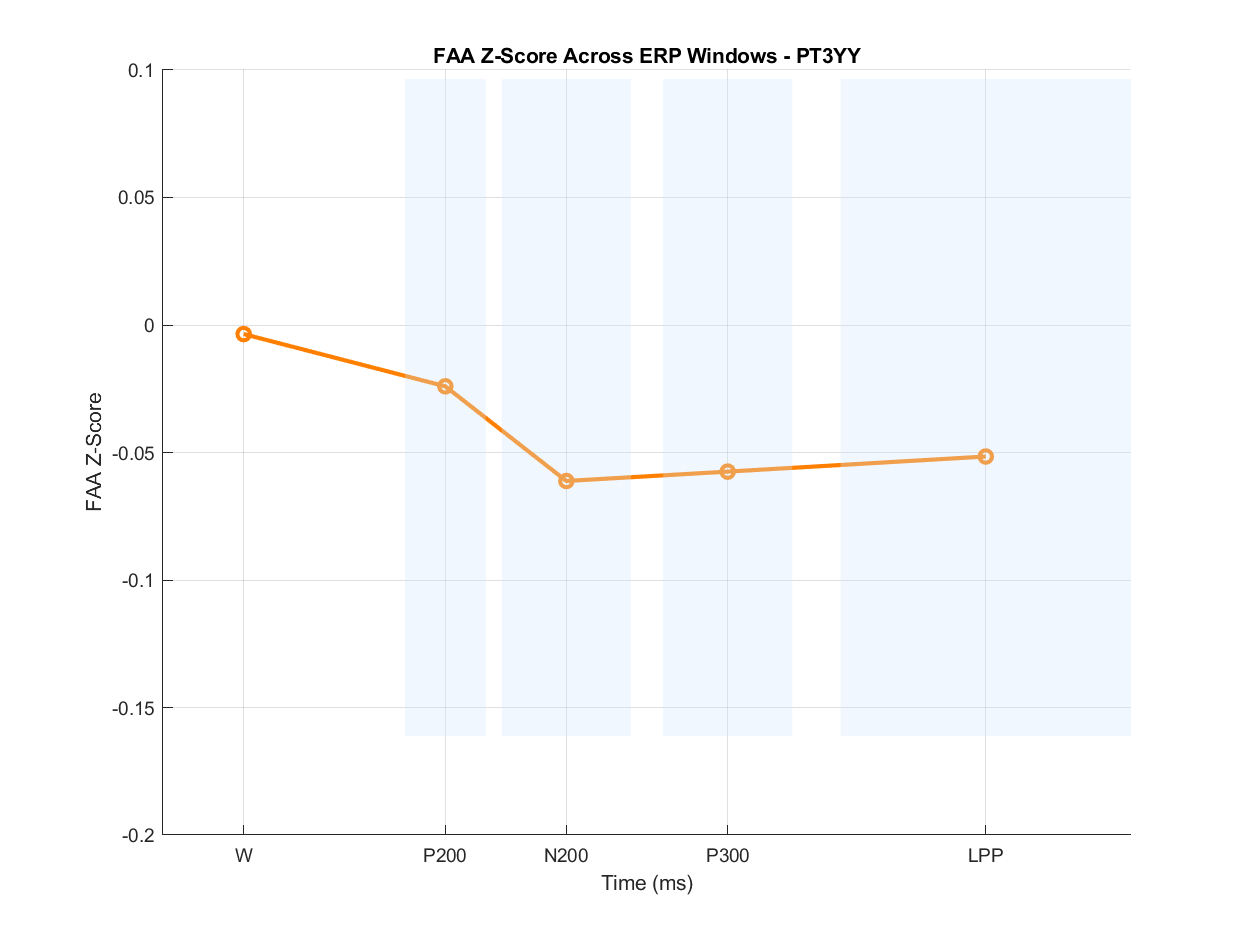 FAA Z-Score Across ERP Windows - PT3YY
0.1
0.05
0
-0.05
-0.1
-0.15
-0.2
FAA Z-Score
W P200 N200 P300 LPP
Time (ms)